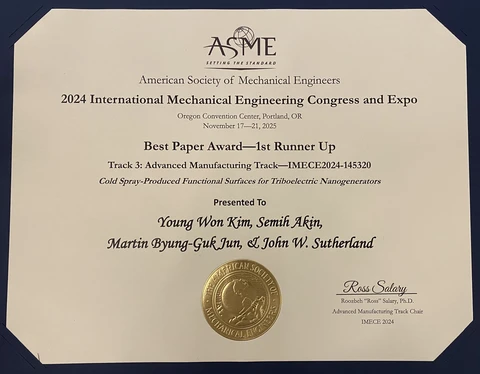 ASME
SETTING THE STANDARD
American Society of Mechanical Engineers
2024 International Mechanical Engineering Congress and Expo
Oregon Convention Center, Portland, OR
November 17—21, 2025
Best Paper Award—1st Runner Up
Track 3: Advanced Manufacturing Track—IMECE2024-145320
Cold Spray-Produced Functional Surfaces for Triboelectric Nanogenerators
Presented To
Young Won Kim, Semih Akin,
Martin Byung-Guk Jun, & John W. Sutherland
AMERICAN SOCIETY OF
MECHANICAL ENGINEERS
Ross Salary
Roozbeh "Ross" Salary, Ph.D.
Advanced Manufacturing Track Chair
IMECE 2024